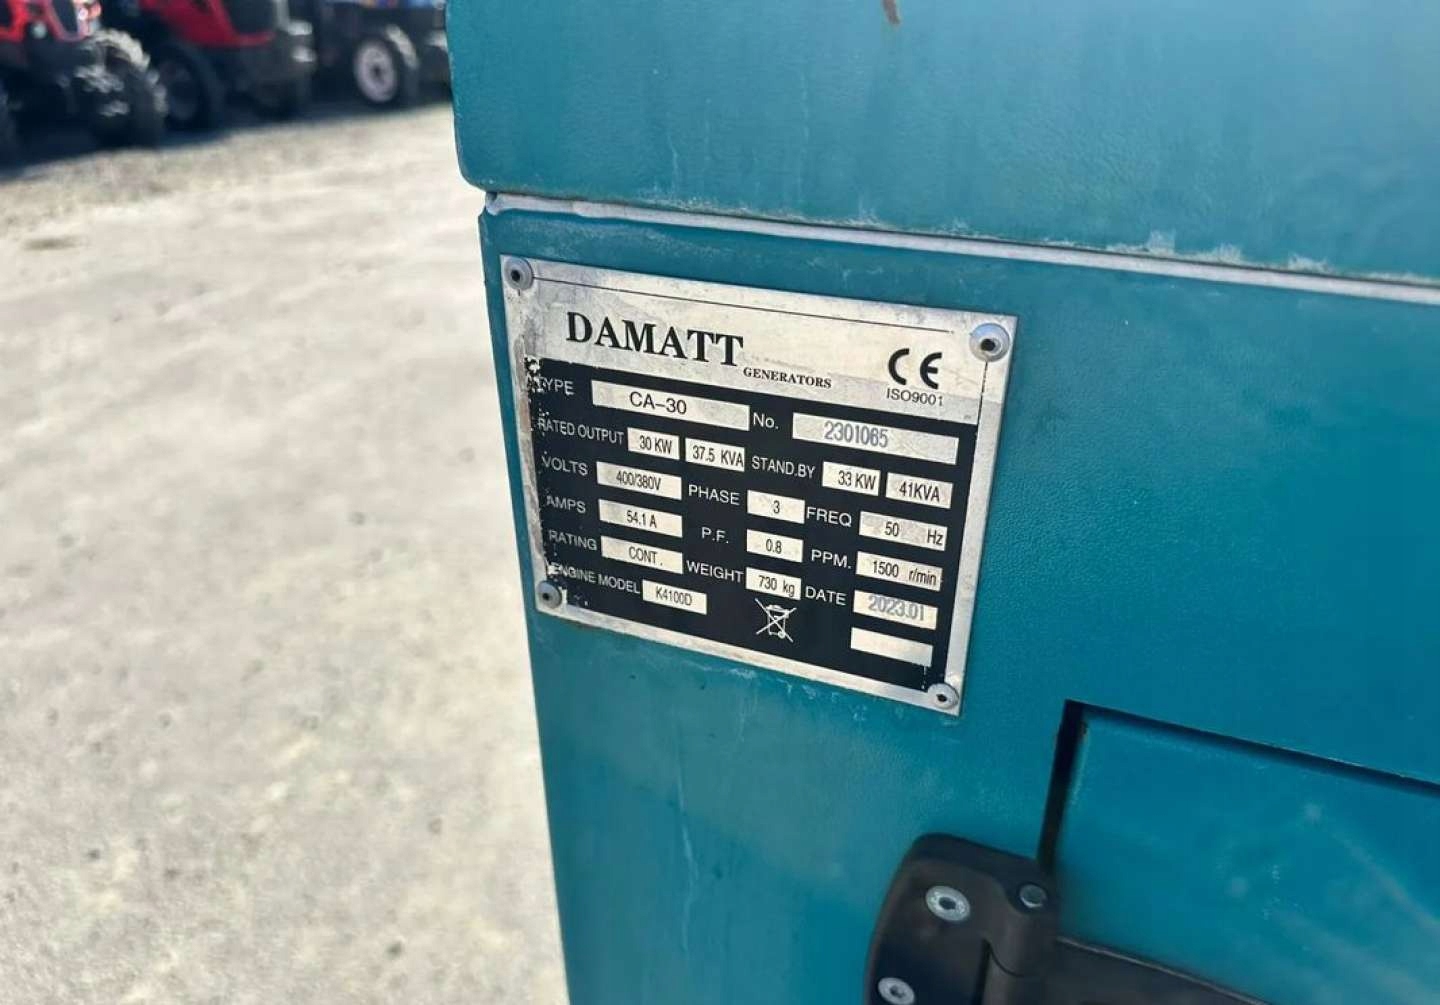 DAMATT
GENERATORS
CE
ISO9001
TYPE CA-30 No. 2301065
RATED OUTPUT 30 KW 37.5 KVA STAND.BY 33 KW 41KVA
VOLTS 400/380V PHASE 3 FREQ 50 Hz
AMPS 54.1 A P.F. 0.8 PPM. 1500 r/min
RATING CONT. WEIGHT 730 kg DATE 2023.01
ENGINE MODEL K4100D